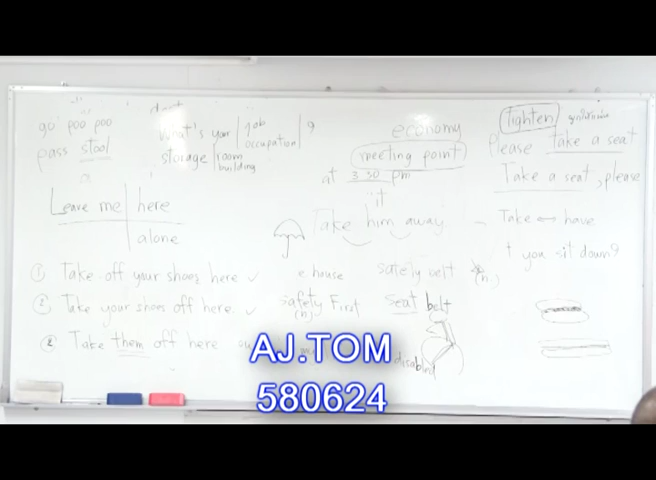 go poo poo
pass stool
What's your job ?
occupation
storage room
building
economy
meeting point
at 3 30 pm
tighten
Please Take a seat
Take a seat, please
Leave me here
alone
it
Take him away
Take ↔ have
t you sit down?
① Take off your shoes here ✓
e house
safety belt
(n.)
② Take your shoes off here. ✓
safety First
(n)
seat belt
② Take them off here
disabled
AJ.TOM
580624